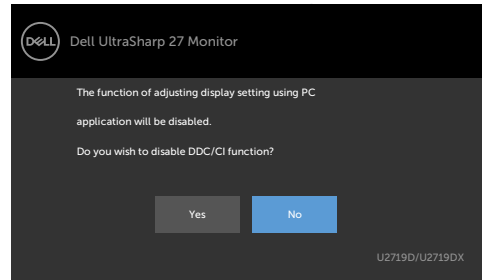 DELL
Dell UltraSharp 27 Monitor
The function of adjusting display setting using PC
application will be disabled.
Do you wish to disable DDC/CI function?
Yes
No
U2719D/U2719DX